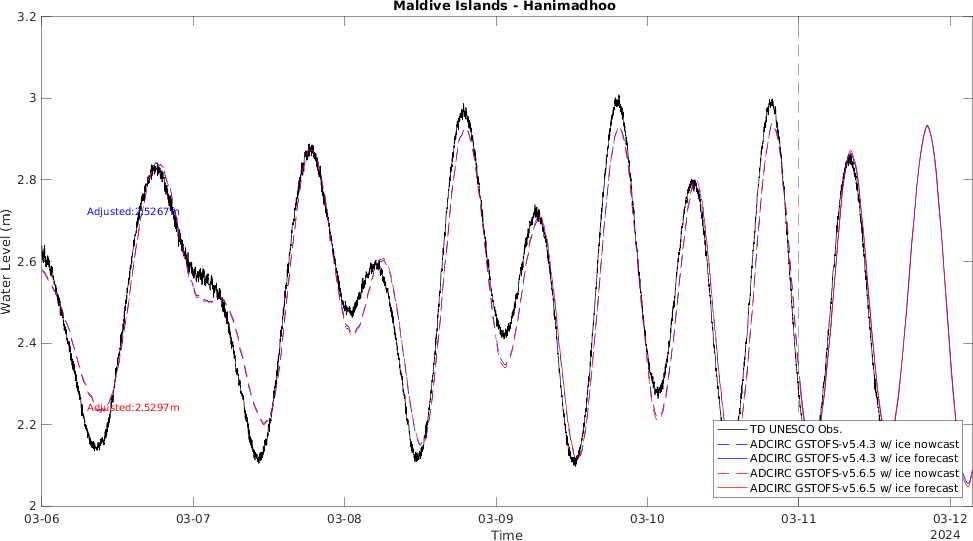 Maldive Islands - Hanimadhoo
3.2
3
2.8
2.6
2.4
2.2
2
Water Level (m)
Adjusted:2.5267m
Adjusted:2.5297m
TD UNESCO Obs.
ADCIRC GSTOFS-v5.4.3 w/ ice nowcast
ADCIRC GSTOFS-v5.4.3 w/ ice forecast
ADCIRC GSTOFS-v5.6.5 w/ ice nowcast
ADCIRC GSTOFS-v5.6.5 w/ ice forecast
03-06 03-07 03-08 03-09 03-10 03-11 03-12
Time
2024